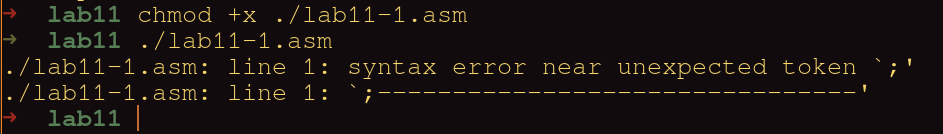 ➜ lab11 chmod +x ./lab11-1.asm
➜ lab11 ./lab11-1.asm
./lab11-1.asm: line 1: syntax error near unexpected token `;'
./lab11-1.asm: line 1: `;--------------------------------'
➜ lab11